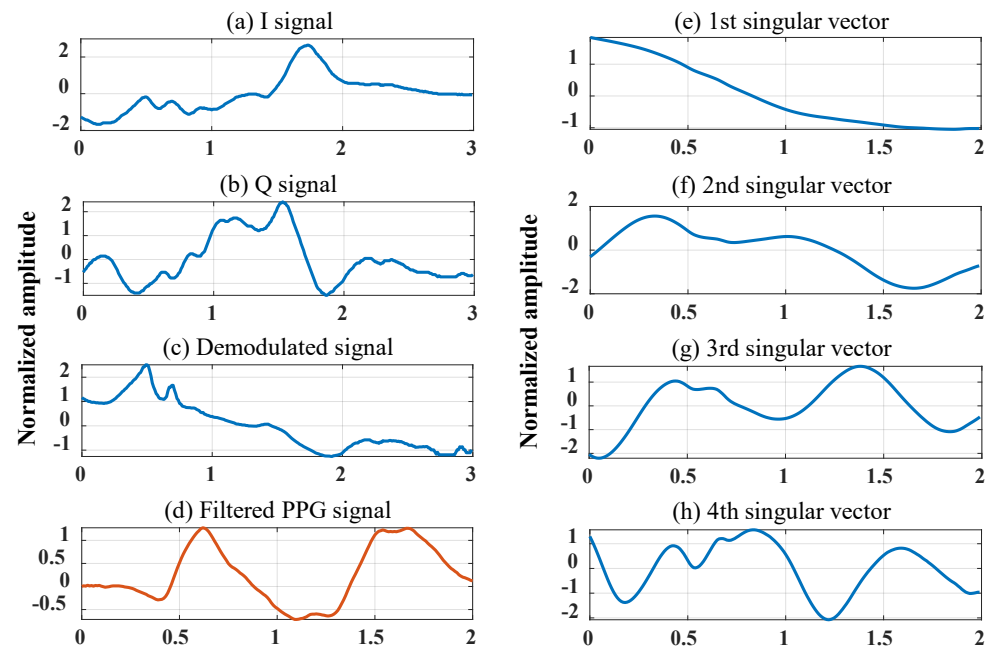 (a) I signal
2
0
-2
0 1 2 3
(b) Q signal
2
1
0
-1
0 1 2 3
(c) Demodulated signal
2
1
0
-1
0 1 2 3
(d) Filtered PPG signal
1
0.5
0
-0.5
0 0.5 1 1.5 2
Normalized amplitude
(e) 1st singular vector
1
0
-1
0 0.5 1 1.5 2
(f) 2nd singular vector
2
0
-2
0 0.5 1 1.5 2
(g) 3rd singular vector
1
0
-1
-2
0 0.5 1 1.5 2
(h) 4th singular vector
1
0
-1
-2
0 0.5 1 1.5 2
Normalized amplitude